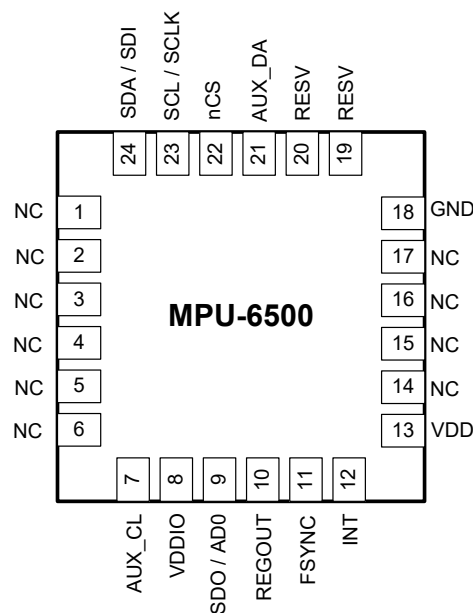 SDA / SDI
SCL / SCLK
nCS
AUX_DA
RESV
RESV
24
23
22
21
20
19
NC 1
NC 2
NC 3
NC 4
NC 5
NC 6
MPU-6500
18 GND
17 NC
16 NC
15 NC
14 NC
13 VDD
7
8
9
10
11
12
AUX_CL
VDDIO
SDO / AD0
REGOUT
FSYNC
INT